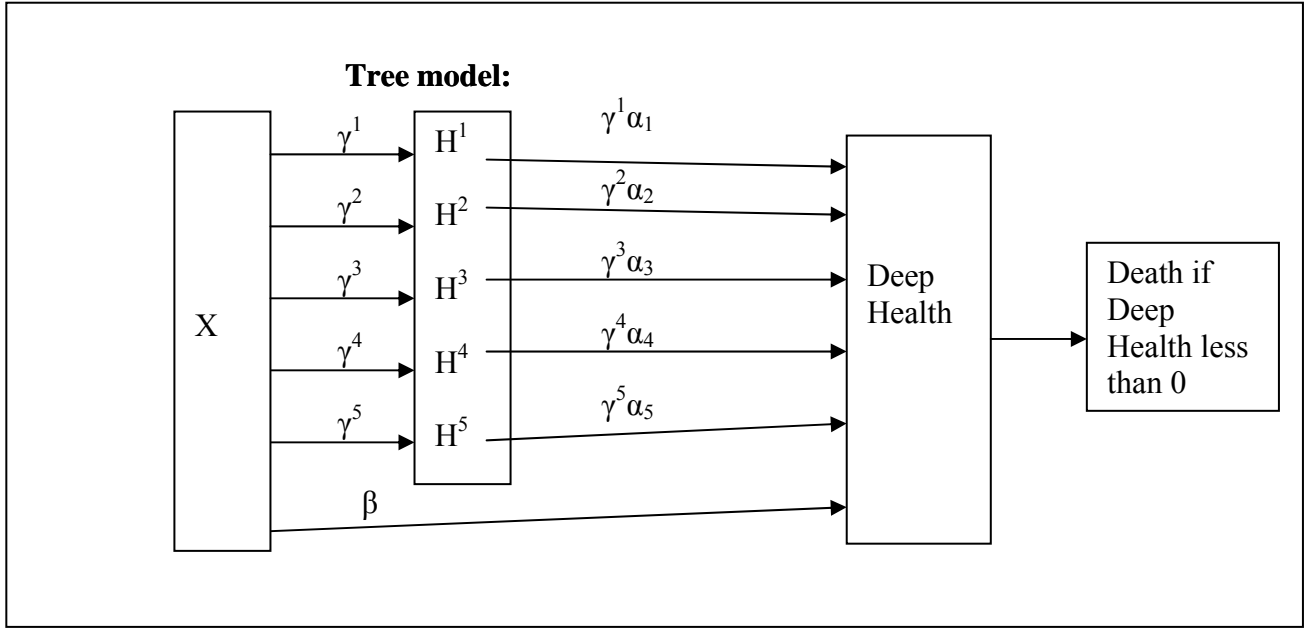 Tree model:
γ¹
H¹
γ¹α₁
γ²
H²
γ²α₂
γ³
H³
γ³α₃
X
γ⁴
H⁴
γ⁴α₄
γ⁵
H⁵
γ⁵α₅
β
Deep
Health
Death if
Deep
Health less
than 0